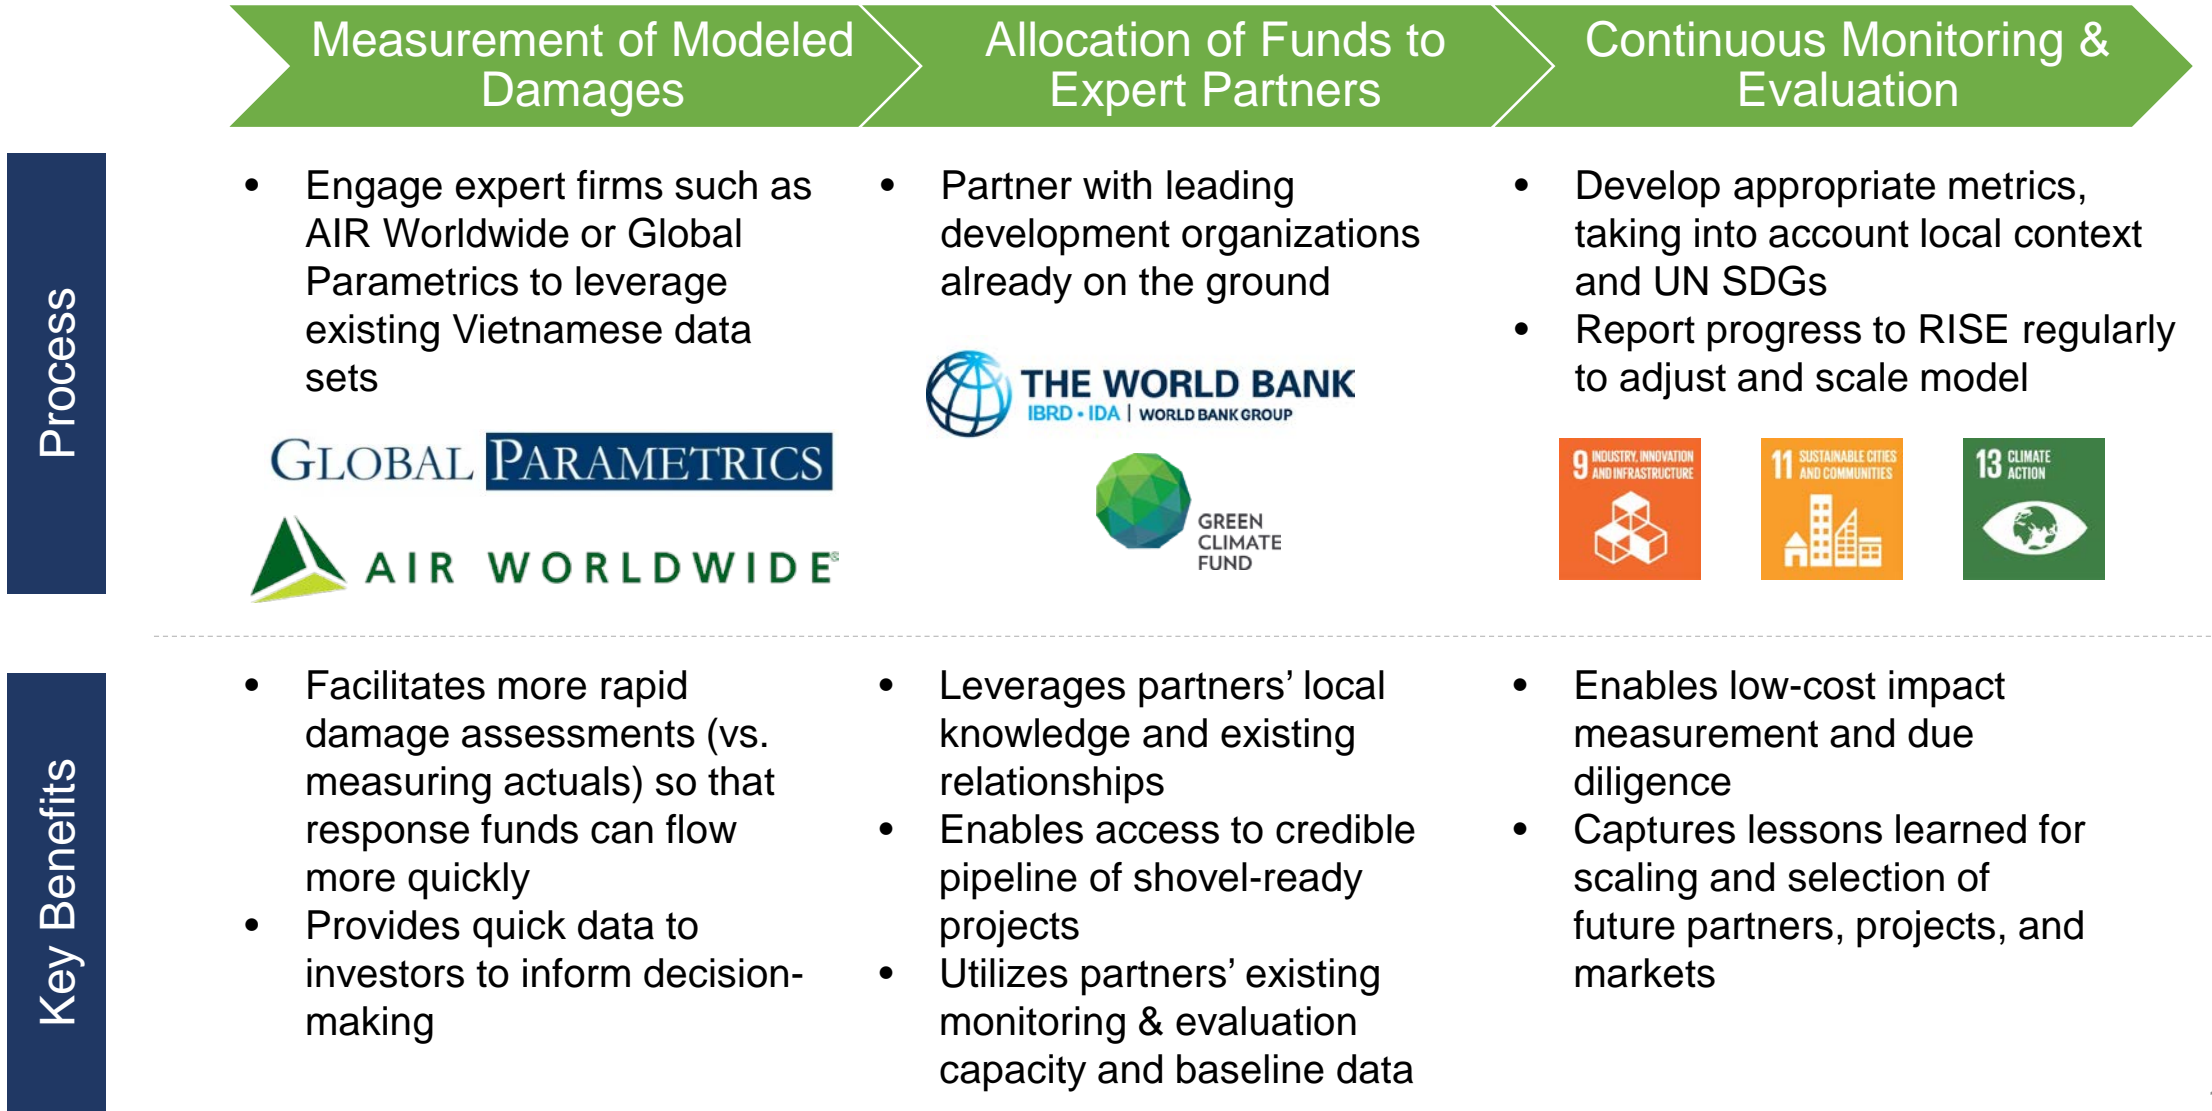 Measurement of Modeled
Damages
Allocation of Funds to
Expert Partners
Continuous Monitoring &
Evaluation
Process
• Engage expert firms such as
AIR Worldwide or Global
Parametrics to leverage
existing Vietnamese data
sets
GLOBAL PARAMETRICS
AIR WORLDWIDE®
• Partner with leading
development organizations
already on the ground
THE WORLD BANK
IBRD • IDA | WORLD BANK GROUP
GREEN
CLIMATE
FUND
• Develop appropriate metrics,
taking into account local context
and UN SDGs
• Report progress to RISE regularly
to adjust and scale model
9 INDUSTRY, INNOVATION
AND INFRASTRUCTURE
11 SUSTAINABLE CITIES
AND COMMUNITIES
13 CLIMATE
ACTION
Key Benefits
• Facilitates more rapid
damage assessments (vs.
measuring actuals) so that
response funds can flow
more quickly
• Provides quick data to
investors to inform decision-
making
• Leverages partners’ local
knowledge and existing
relationships
• Enables access to credible
pipeline of shovel-ready
projects
• Utilizes partners’ existing
monitoring & evaluation
capacity and baseline data
• Enables low-cost impact
measurement and due
diligence
• Captures lessons learned for
scaling and selection of
future partners, projects, and
markets